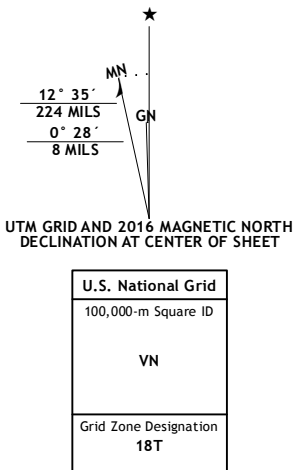 ★
MN
GN
12° 35´
224 MILS
0° 28´
8 MILS
UTM GRID AND 2016 MAGNETIC NORTH
DECLINATION AT CENTER OF SHEET
U.S. National Grid
100,000-m Square ID
VN
Grid Zone Designation
18T